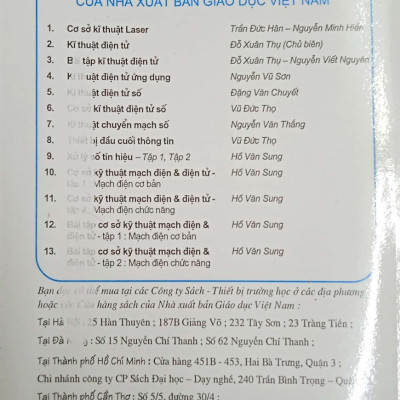 CỦA NHÀ XUẤT BẢN GIÁO DỤC VIỆT NAM
1. Cơ sở kĩ thuật Laser Trần Đức Hân – Nguyễn Minh Hiển
2. Kĩ thuật điện tử Đỗ Xuân Thụ (Chủ biên)
3. Bài tập kĩ thuật điện tử Đỗ Xuân Thụ – Nguyễn Viết Nguyên
4. Kĩ thuật điện tử ứng dụng Nguyễn Vũ Sơn
5. Kĩ thuật điện tử số Đặng Văn Chuyết
6. Cơ sở kĩ thuật điện tử số Vũ Đức Thọ
7. Kĩ thuật chuyển mạch số Nguyễn Văn Thắng
8. Thiết bị đầu cuối thông tin Vũ Đức Thọ
9. Xử lý số tín hiệu – Tập 1, Tập 2 Hồ Văn Sung
10. Cơ sở kỹ thuật mạch điện & điện tử - Hồ Văn Sung
tập 1 : Mạch điện cơ bản
11. Cơ sở kỹ thuật mạch điện & điện tử - Hồ Văn Sung
tập 2 : Mạch điện chức năng
12. Bài tập cơ sở kỹ thuật mạch điện & Hồ Văn Sung
điện tử - tập 1 : Mạch điện cơ bản
13. Bài tập cơ sở kỹ thuật mạch điện & Hồ Văn Sung
điện tử - tập 2 : Mạch điện chức năng
Bạn đọc có thể mua tại các Công ty Sách - Thiết bị trường học ở các địa phương
hoặc các Cửa hàng sách của Nhà xuất bản Giáo dục Việt Nam :
Tại Hà Nội : 25 Hàn Thuyên ; 187B Giảng Võ ; 232 Tây Sơn ; 23 Tràng Tiền ;
Tại Đà Nẵng : Số 15 Nguyễn Chí Thanh ; Số 62 Nguyễn Chí Thanh ;
Tại Thành phố Hồ Chí Minh : Cửa hàng 451B - 453, Hai Bà Trưng, Quận 3 ;
Chi nhánh công ty CP Sách Đại học – Dạy nghề, 240 Trần Bình Trọng – Quận
Tại Thành phố Cần Thơ : Số 5/5, đường 30/4 ;